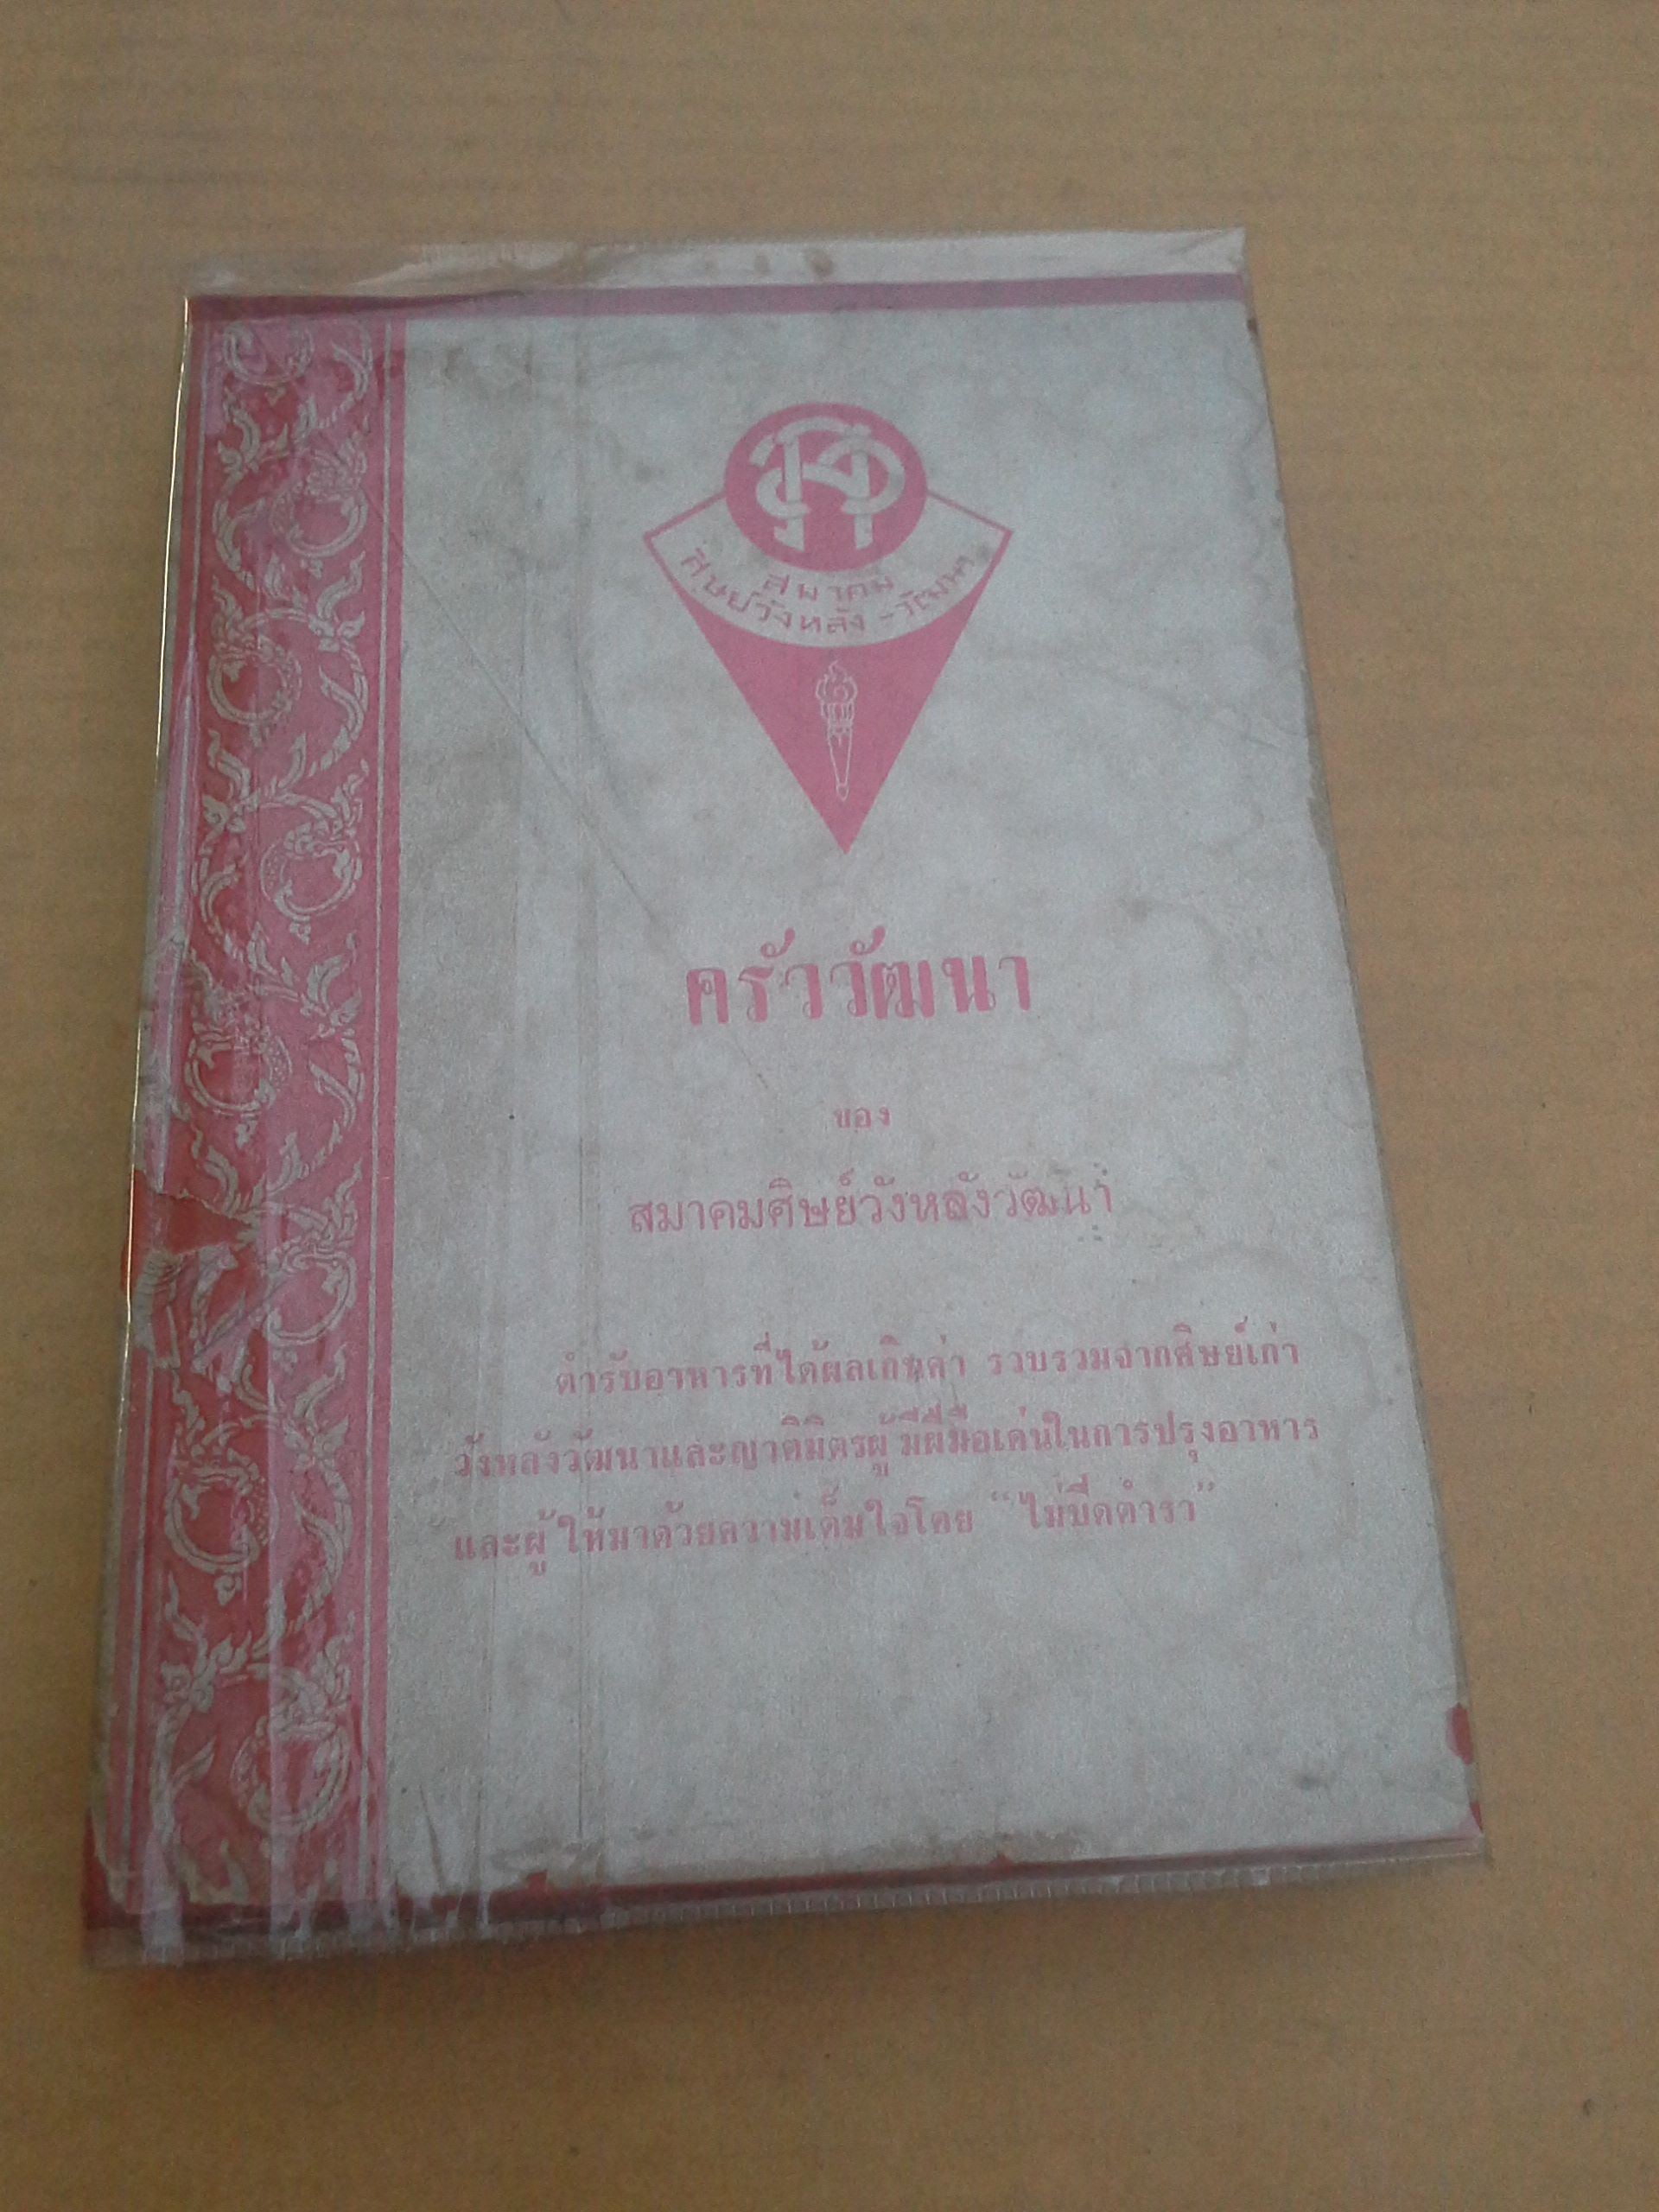 สมาคม
ศิษย์วังหลัง - วัฒนา
ครัววัฒนา
ของ
สมาคมศิษย์วังหลังวัฒนา
ตำรับอาหารที่ได้ผลเกินค่า รวบรวมจากศิษย์เก่า
วังหลังวัฒนาและญาติมิตรผู้มีฝีมือเด่นในการปรุงอาหาร
และผู้ให้มาด้วยความเต็มใจโดย “ไม่ปิดตำรา”